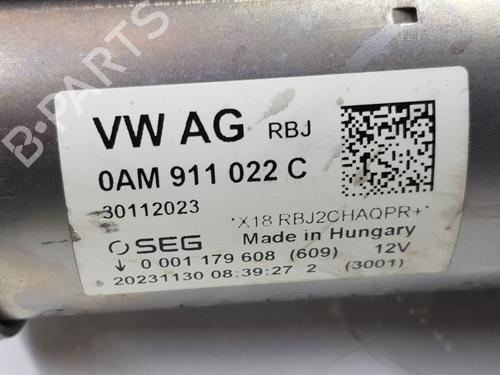 VW AG RBJ
0AM 911 022 C
30112023
*X18 RBJ2CHAQPR+*
SEG Made in Hungary
↓ 0 001 179 608 (609) 12V
20231130 08:39:27 2 (3001)
B-PARTS